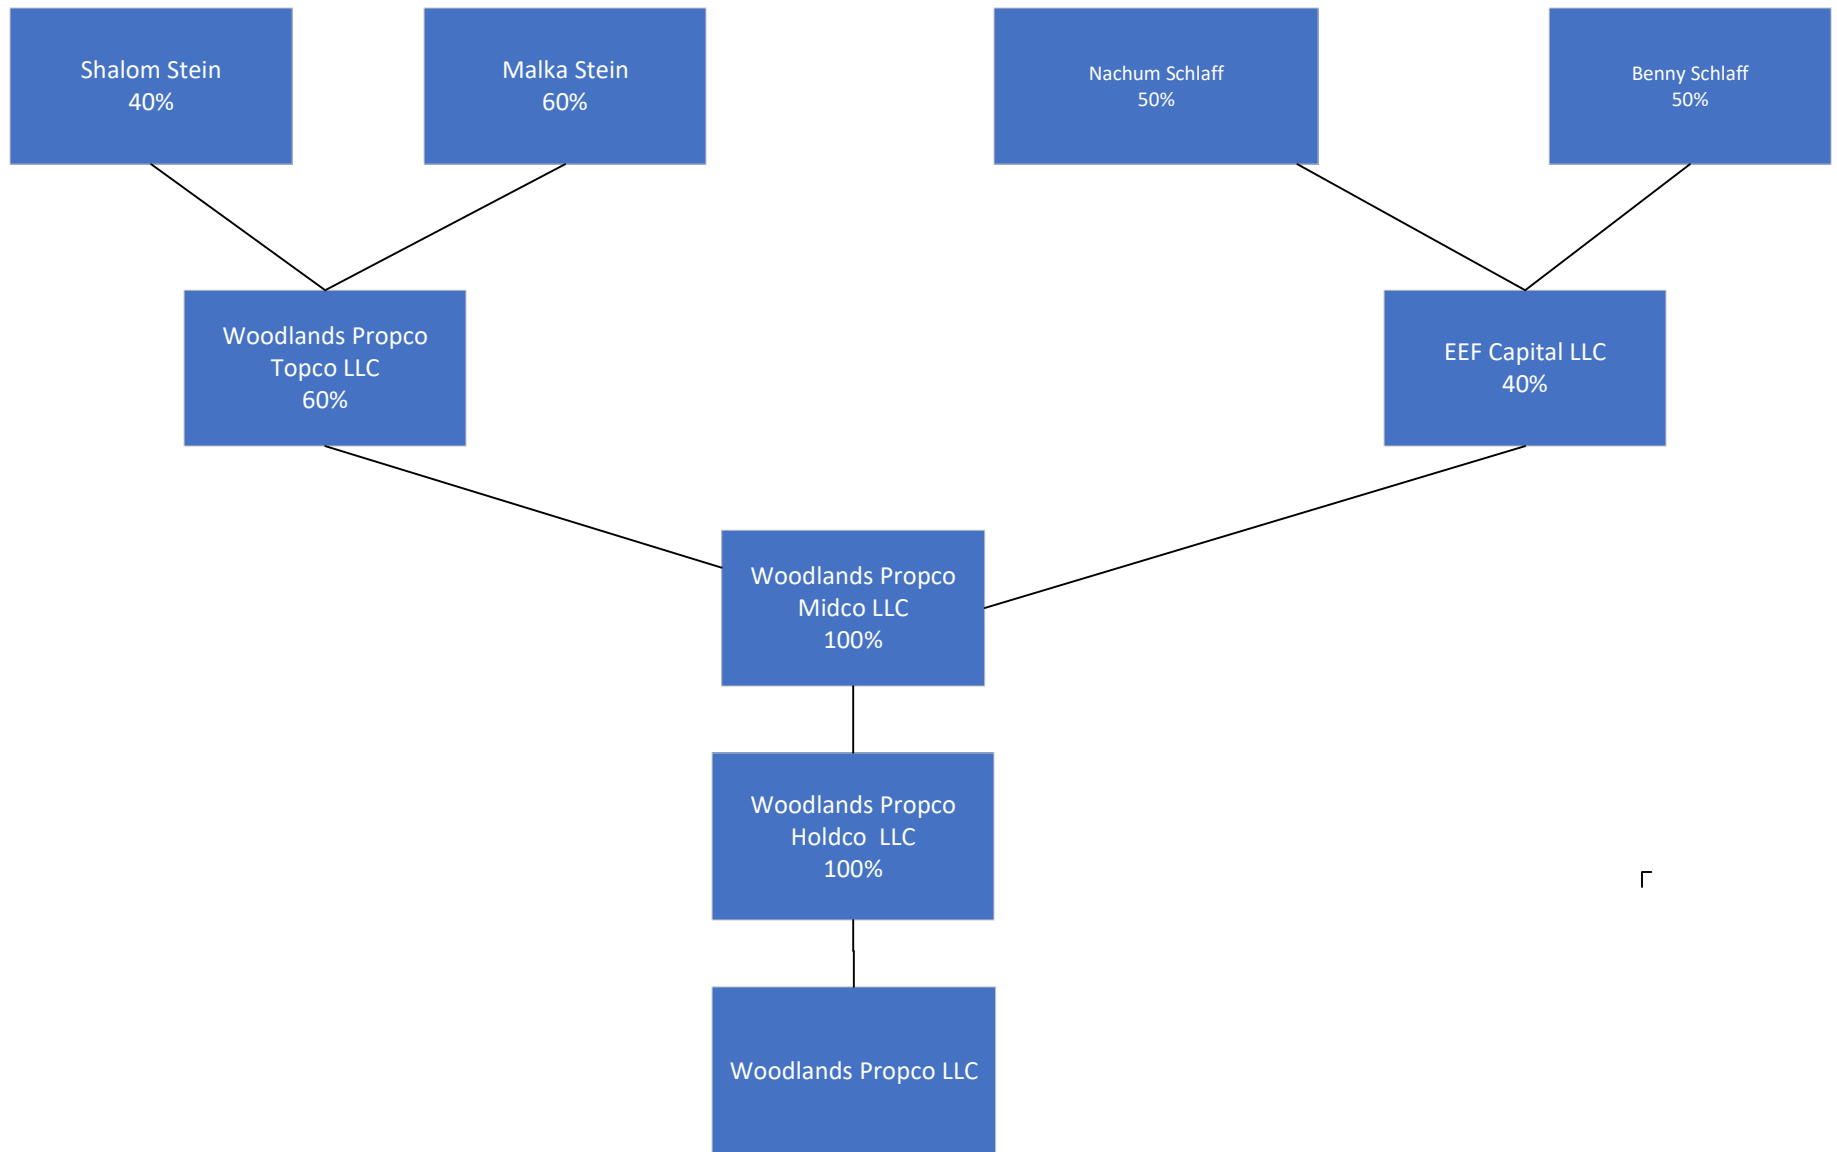 Shalom Stein
40%
Malka Stein
60%
Nachum Schlaff
50%
Benny Schlaff
50%
Woodlands Propco
Topco LLC
60%
EEF Capital LLC
40%
Woodlands Propco
Midco LLC
100%
Woodlands Propco
Holdco  LLC
100%
Woodlands Propco LLC